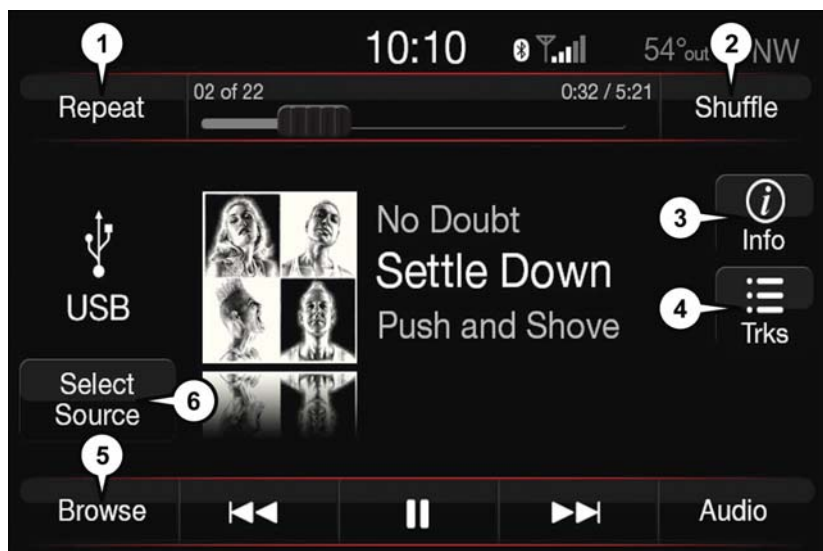 1
2
10:10
54°out
NW
Repeat
02 of 22
0:32 / 5:21
Shuffle
USB
No Doubt
Settle Down
Push and Shove
3
Info
4
Trks
Select
Source
6
5
Browse
Audio